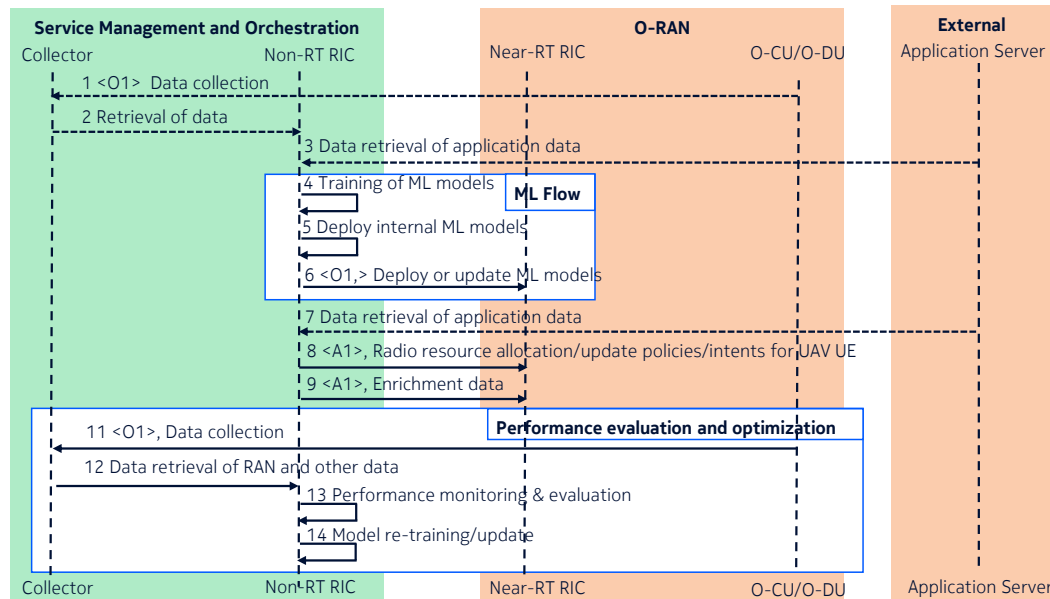 Service Management and Orchestration
O-RAN
External
Collector
Non-RT RIC
Near-RT RIC
O-CU/O-DU
Application Server
1 <O1> Data collection
2 Retrieval of data
3 Data retrieval of application data
4 Training of ML models
ML Flow
5 Deploy internal ML models
6 <O1,> Deploy or update ML models
7 Data retrieval of application data
8 <A1>, Radio resource allocation/update policies/intents for UAV UE
9 <A1>, Enrichment data
Performance evaluation and optimization
11 <O1>, Data collection
12 Data retrieval of RAN and other data
13 Performance monitoring & evaluation
14 Model re-training/update
Collector
Non-RT RIC
Near-RT RIC
O-CU/O-DU
Application Server